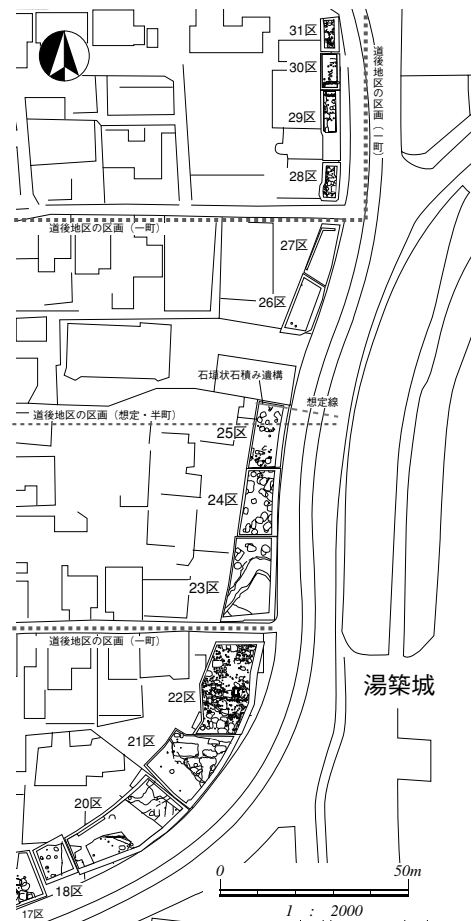 31区
30区
29区
28区
道後地区の区画（一町）
道後地区の区画（一町）
27区
26区
石垣状石積み遺構
想定線
道後地区の区画（想定・半町）
25区
24区
23区
道後地区の区画（一町）
湯築城
22区
21区
20区
18区
17区
0 50m
1 : 2000